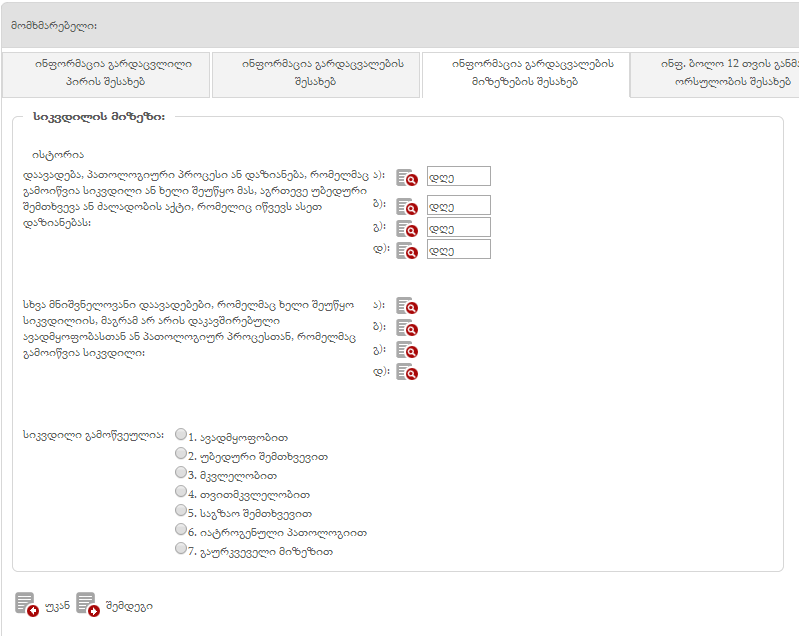 მომხმარებელი:
ინფორმაცია გარდაცვლილი
პირის შესახებ
ინფორმაცია გარდაცვალების
შესახებ
ინფორმაცია გარდაცვალების
მიზეზების შესახებ
ინფ. ბოლო 12 თვის
ორსულობის შესახებ
სიკვდილის მიზეზი:
ისტორია
დაავადება, პათოლოგიური პროცესი ან დაზიანება, რომელმაც ა): დღე
გამოიწვია სიკვდილი ან ხელი შეუწყო მას, აგრთევე უბედური
ბ): დღე
შემთხვევა ან ძალადობის აქტი, რომელიც იწვევს ასეთ
დაზიანებას:
გ): დღე
დ): დღე
სხვა მნიშვნელოვანი დაავადებები, რომელმაც ხელი შეუწყო ა):
სიკვდილიის, მაგრამ არ არის დაკავშირებული ბ):
ავადმყოფობასთან ან პათოლოგიურ პროცესთან, რომელმაც
გამოიწვია სიკვდილი: გ):
დ):
სიკვდილი გამოწვეულია: 1. ავადმყოფობით
2. უბედური შემთხვევით
3. მკვლელობით
4. თვითმკვლელობით
5. საგზაო შემთხვევით
6. იატროგენული პათოლოგიით
7. გაურკვეველი მიზეზით
უკან შემდეგი